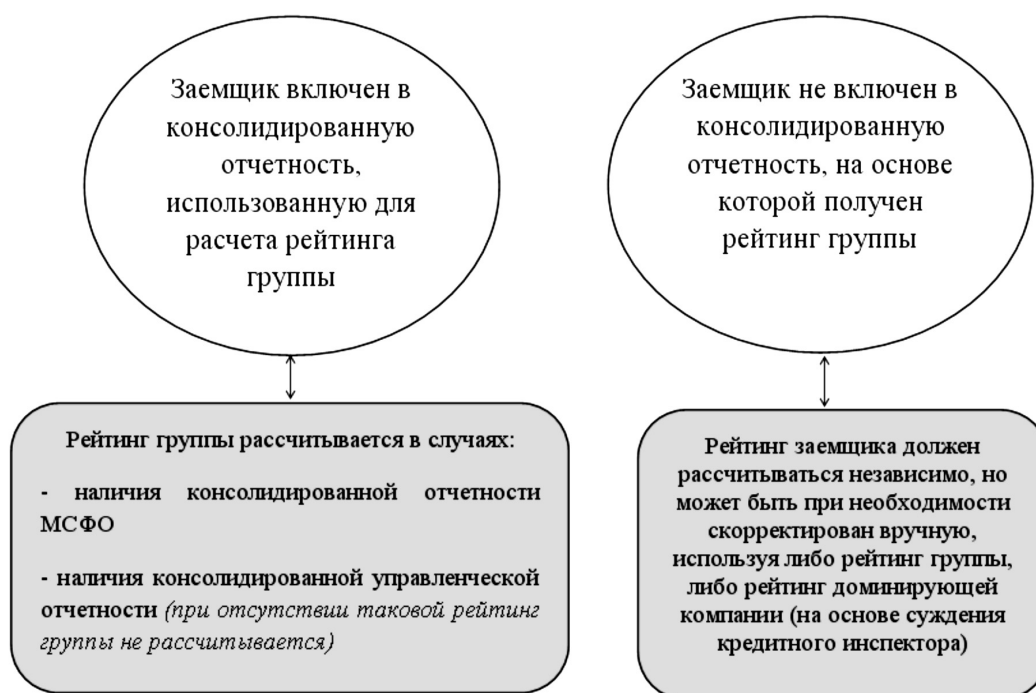 Заемщик включен в
консолидированную
отчетность,
использованную для
расчета рейтинга
группы
Заемщик не включен в
консолидированную
отчетность, на основе
которой получен
рейтинг группы
Рейтинг группы рассчитывается в случаях:
- наличия консолидированной отчетности
МСФО
- наличия консолидированной управленческой
отчетности (при отсутствии таковой рейтинг
группы не рассчитывается)
Рейтинг заемщика должен
рассчитываться независимо, но
может быть при необходимости
скорректирован вручную,
используя либо рейтинг группы,
либо рейтинг доминирующей
компании (на основе суждения
кредитного инспектора)